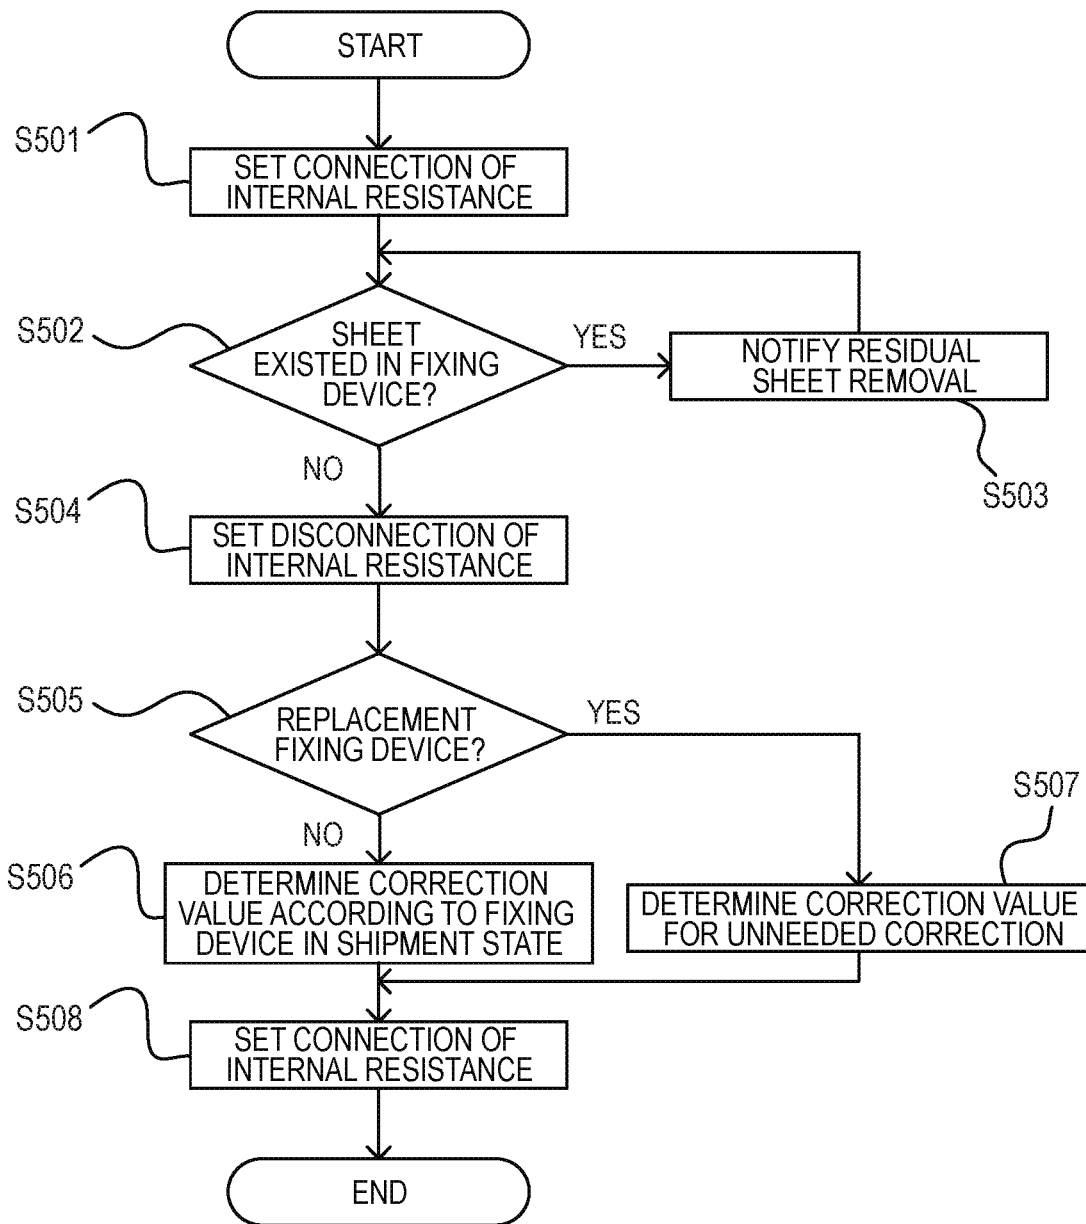 START
S501
SET CONNECTION OF
INTERNAL RESISTANCE
S502
SHEET
EXISTED IN FIXING
DEVICE?
YES
NOTIFY RESIDUAL
SHEET REMOVAL
S503
NO
S504
SET DISCONNECTION OF
INTERNAL RESISTANCE
S505
REPLACEMENT
FIXING DEVICE?
YES
S507
NO
S506
DETERMINE CORRECTION
VALUE ACCORDING TO FIXING
DEVICE IN SHIPMENT STATE
DETERMINE CORRECTION VALUE
FOR UNNEEDED CORRECTION
S508
SET CONNECTION OF
INTERNAL RESISTANCE
END